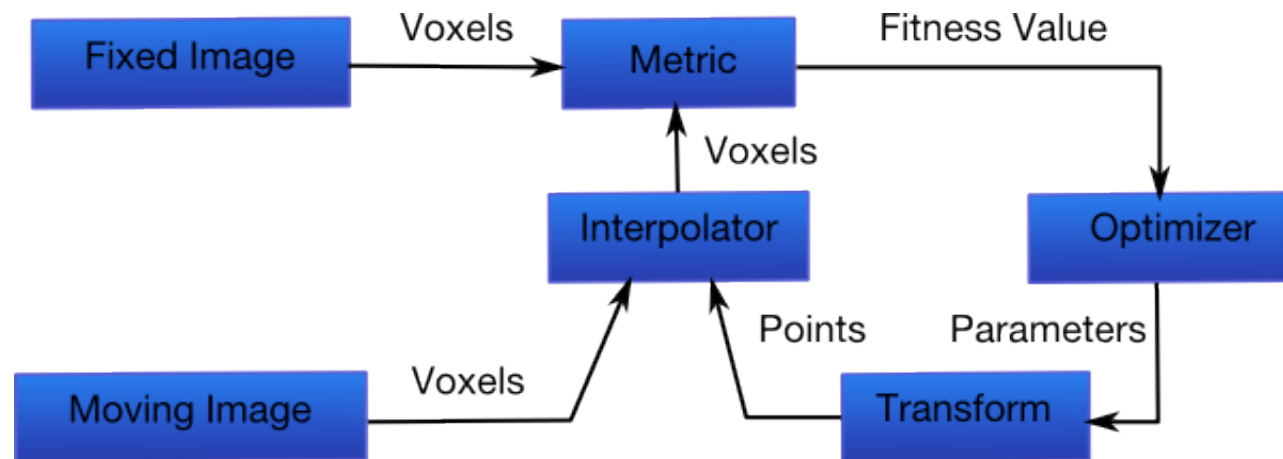 Voxels
Fitness Value
Fixed Image
Metric
Voxels
Interpolator
Optimizer
Points
Parameters
Voxels
Moving Image
Transform